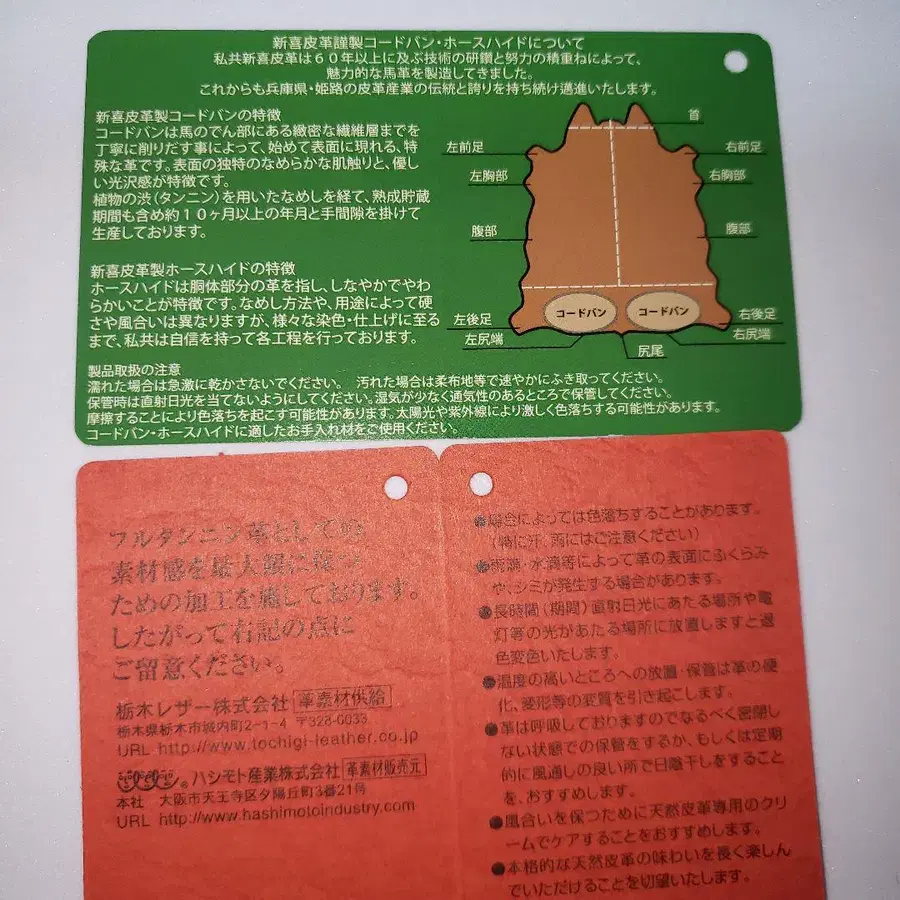 新喜皮革謹製コードバン・ホースハイドについて
私共新喜皮革は60年以上に及ぶ技術の研鑽と努力の積重ねによって、
魅力的な馬革を製造してきました。
これからも兵庫県・姫路の皮革産業の伝統と誇りを持ち続け邁進いたします。
新喜皮革製コードバンの特徴
コードバンは馬のでん部にある緻密な繊維層までを
丁寧に削りだす事によって、始めて表面に現れる、特
殊な革です。表面の独特のなめらかな肌触りと、優し
い光沢感が特徴です。
植物の渋(タンニン)を用いたなめしを経て、熟成貯蔵
期間も含め約10ヶ月以上の年月と手間隙を掛けて
生産しております。
新喜皮革製ホースハイドの特徴
ホースハイドは胴体部分の革を指し、しなやかでやわ
らかいことが特徴です。なめし方法や、用途によって硬
さや風合いは異なりますが、様々な染色・仕上げに至る
まで、私共は自信を持って各工程を行っております。
首
左前足
右前足
左胸部
右胸部
腹部
腹部
コードバン
コードバン
左後足
右後足
左尻端
右尻端
尻尾
製品取扱の注意
濡れた場合は急激に乾かさないでください。 汚れた場合は柔布地等で速やかにふき取ってください。
保管時は直射日光を当てないようにしてください。湿気が少なく通気性のあるところで保管してください。
摩擦することにより色落ちを起こす可能性があります。太陽光や紫外線により激しく色落ちする可能性があります。
コードバン・ホースハイドに適したお手入れ材をご使用ください。
フルタンニン革としての
素材感を最大限に保つ
ための加工を施しております。
したがって右記の点に
ご留意ください。
栃木レザー株式会社 革素材供給
栃木県栃木市城内町2-1-4 〒328-0033
URL http://www.tochigi-leather.co.jp
ハシモト産業株式会社 革素材販売元
本社 大阪市天王寺区夕陽丘町3番21号
URL http://www.hashimotoindustry.com
●場合によっては色落ちすることがあります。
(特に汗、雨にはご注意ください)
●雨滴・水滴等によって革の表面にふくらみ
や、シミが発生する場合があります。
●長時間(期間)直射日光にあたる場所や電
灯等の光があたる場所に放置しますと退
色変色いたします。
●温度の高いところへの放置・保管は革の硬
化、変形等の変質を引き起こします。
●革は呼吸しておりますのでなるべく密閉し
ない状態での保管をするか、もしくは定期
的に風通しの良い所で日陰干しをすること
を、おすすめします。
●風合いを保つために天然皮革専用のクリ
ームでケアすることをおすすめします。
●本格的な天然皮革の味わいを長く楽しん
でいただけることを切望いたします。